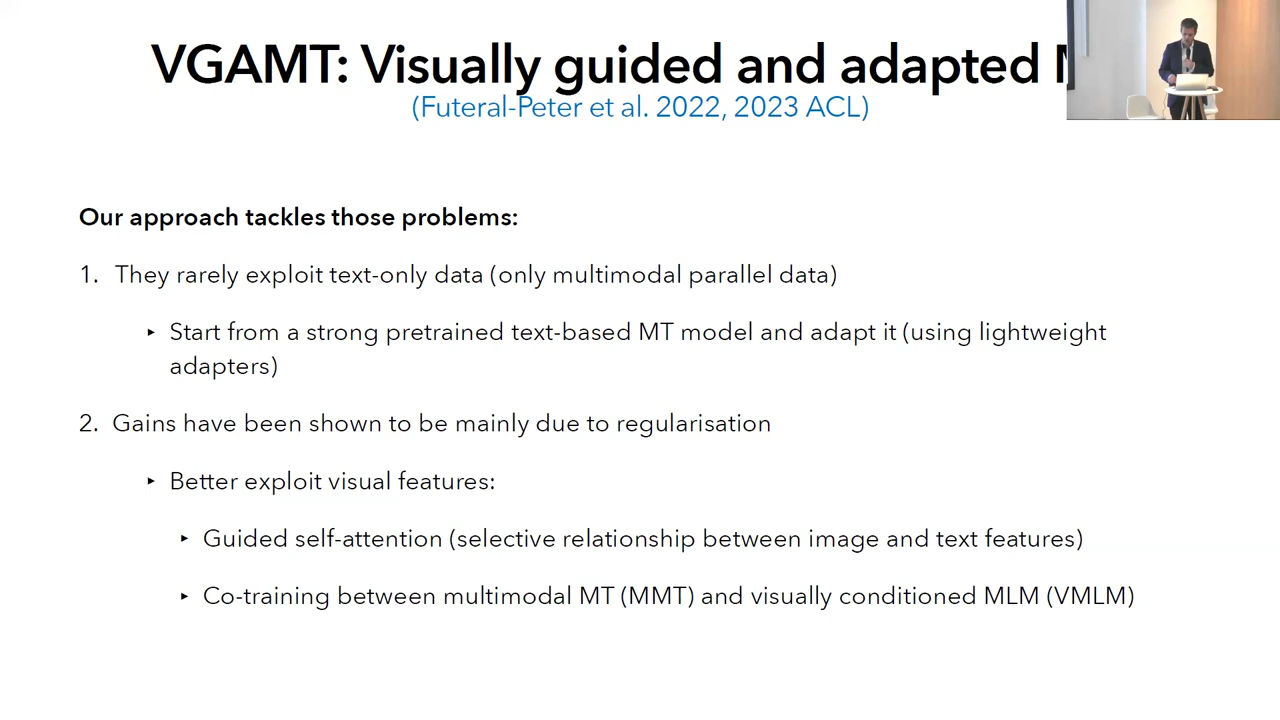 VGAMT: Visually guided and adapted
(Futeral-Peter et al. 2022, 2023 ACL)
Our approach tackles those problems:
1. They rarely exploit text-only data (only multimodal parallel data)
‣ Start from a strong pretrained text-based MT model and adapt it (using lightweight
adapters)
2. Gains have been shown to be mainly due to regularisation
‣ Better exploit visual features:
‣ Guided self-attention (selective relationship between image and text features)
‣ Co-training between multimodal MT (MMT) and visually conditioned MLM (VMLM)